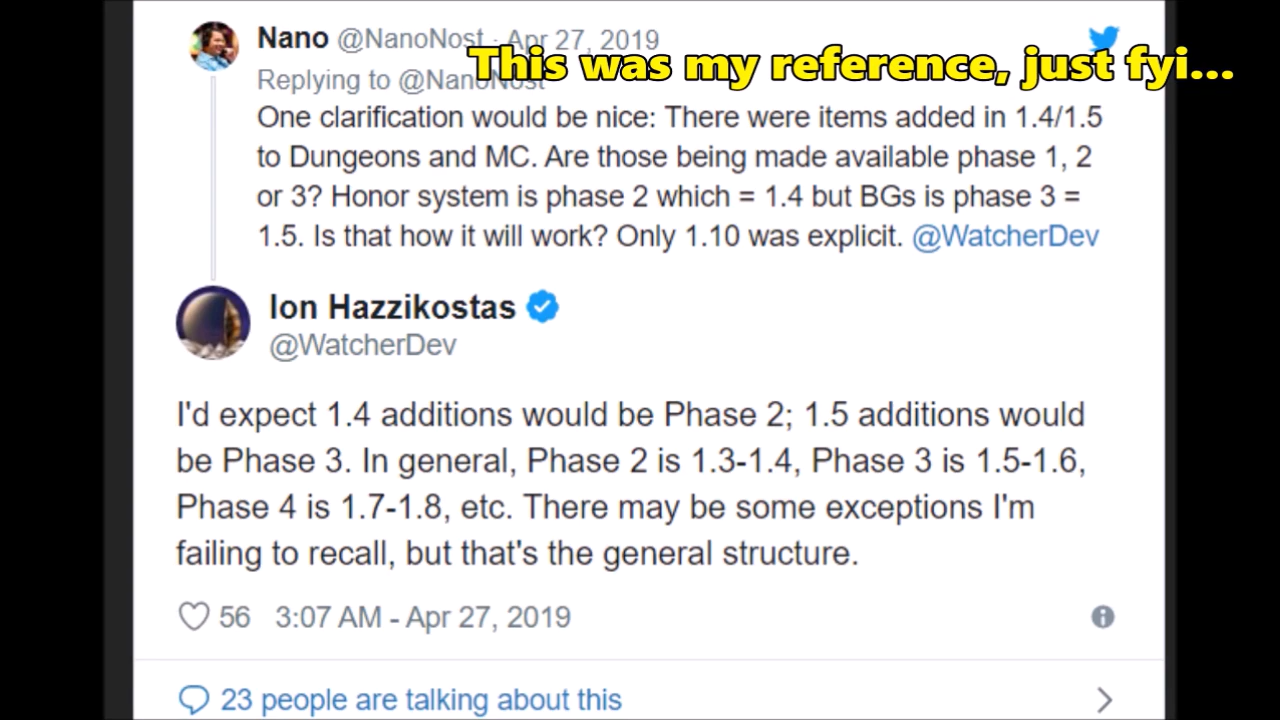 Nano @NanoNost · Apr 27, 2019
This was my reference, just fyi...
Replying to @NanoNost
One clarification would be nice: There were items added in 1.4/1.5
to Dungeons and MC. Are those being made available phase 1, 2
or 3? Honor system is phase 2 which = 1.4 but BGs is phase 3 =
1.5. Is that how it will work? Only 1.10 was explicit. @WatcherDev
Ion Hazzikostas
@WatcherDev
I'd expect 1.4 additions would be Phase 2; 1.5 additions would
be Phase 3. In general, Phase 2 is 1.3-1.4, Phase 3 is 1.5-1.6,
Phase 4 is 1.7-1.8, etc. There may be some exceptions I'm
failing to recall, but that's the general structure.
56 3:07 AM - Apr 27, 2019
23 people are talking about this